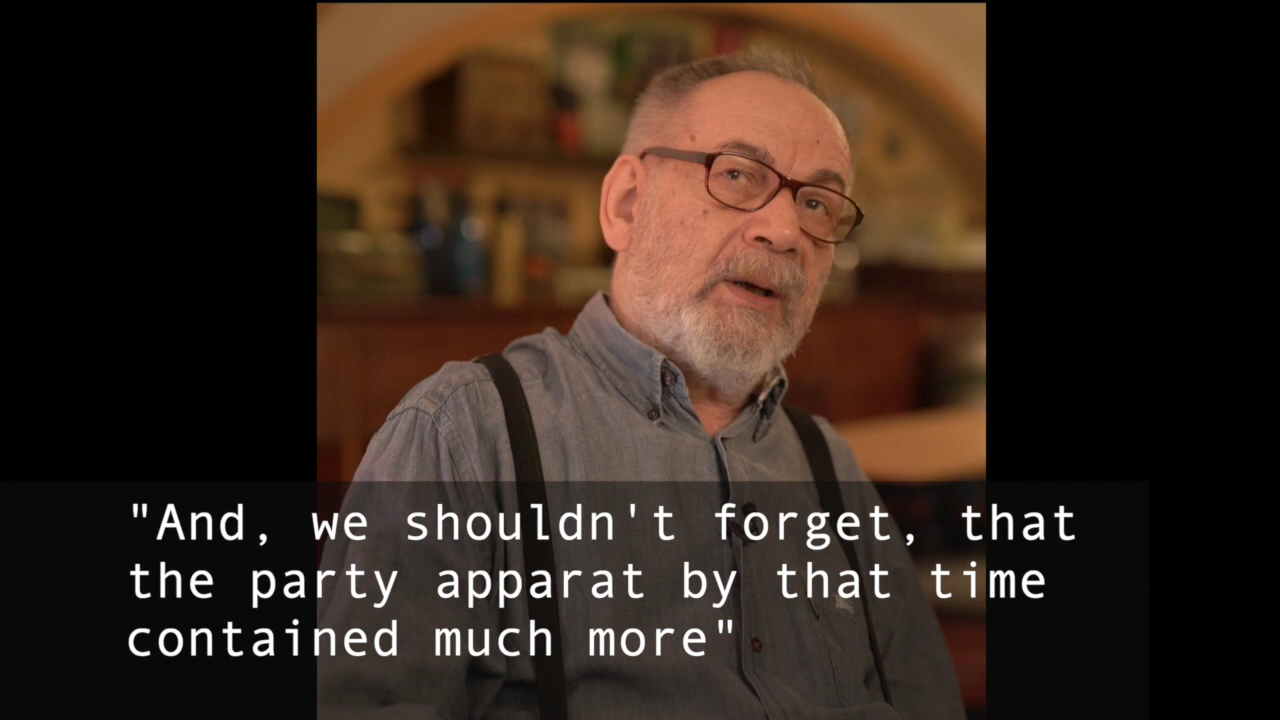 "And, we shouldn't forget, that
the party apparat by that time
contained much more"